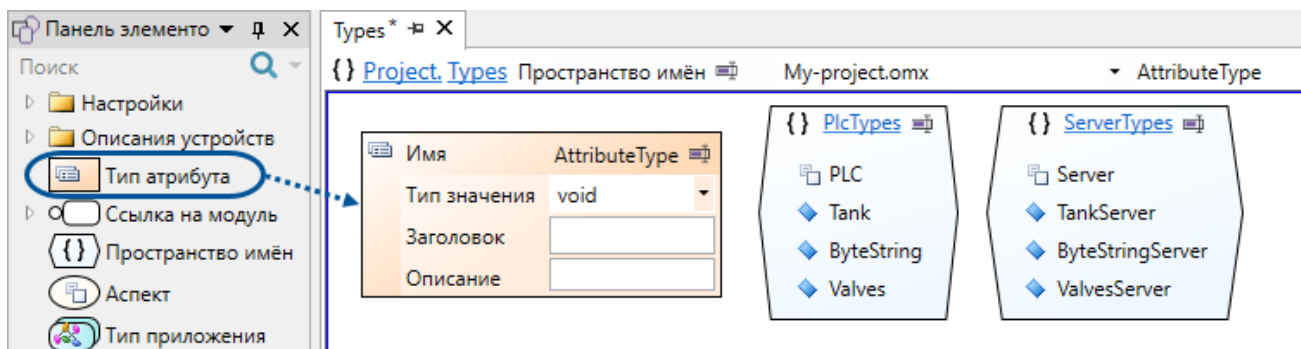 Панель элементо
Поиск
Настройки
Описания устройств
Тип атрибута
Ссылка на модуль
{ } Пространство имён
Аспект
Тип приложения
Types*
{ } Project. Types Пространство имён My-project.omx AttributeType
Имя AttributeType
Тип значения void
Заголовок
Описание
{ } PlcTypes
PLC
Tank
ByteString
Valves
{ } ServerTypes
Server
TankServer
ByteStringServer
ValvesServer